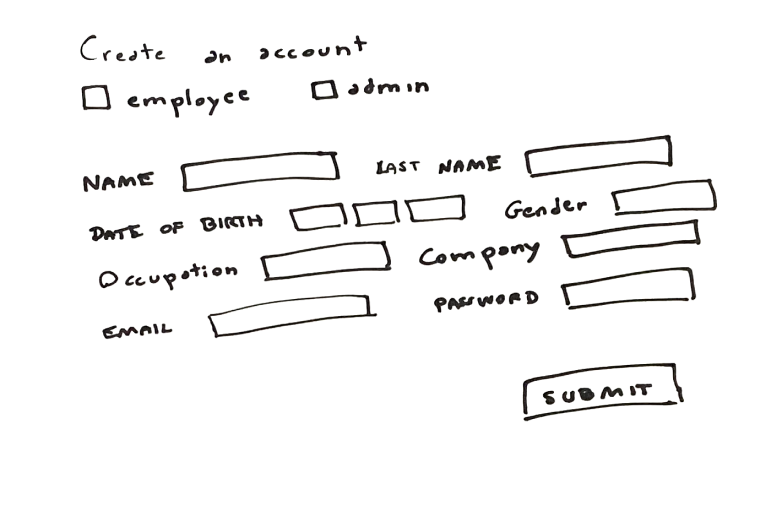 Create an account
employee admin
NAME LAST NAME
DATE OF BIRTH Gender
Occupation Company
EMAIL PASSWORD
SUBMIT